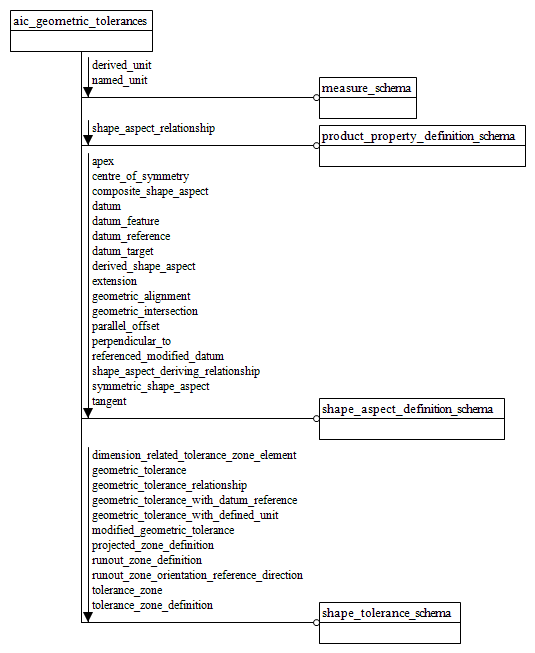 aic_geometric_tolerances
derived_unit
named_unit
measure_schema
shape_aspect_relationship
product_property_definition_schema
apex
centre_of_symmetry
composite_shape_aspect
datum
datum_feature
datum_reference
datum_target
derived_shape_aspect
extension
geometric_alignment
geometric_intersection
parallel_offset
perpendicular_to
referenced_modified_datum
shape_aspect_deriving_relationship
symmetric_shape_aspect
tangent
shape_aspect_definition_schema
dimension_related_tolerance_zone_element
geometric_tolerance
geometric_tolerance_relationship
geometric_tolerance_with_datum_reference
geometric_tolerance_with_defined_unit
modified_geometric_tolerance
projected_zone_definition
runout_zone_definition
runout_zone_orientation_reference_direction
tolerance_zone
tolerance_zone_definition
shape_tolerance_schema